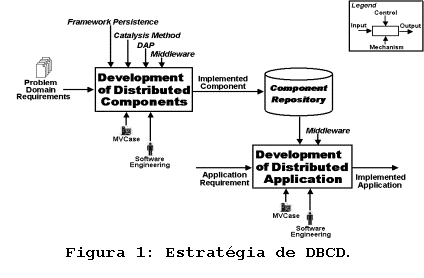 Legend
Control
Input
Output
Mechanism
Framework Persistence
Catalysis Method
DAP
Middleware
Problem
Domain
Requirements
Development
of Distributed
Components
Implemented
Component
Component
Repository
MVCase
Software
Engineering
Middleware
Application
Requirement
Development
of Distributed
Application
Implemented
Application
MVCase
Software
Engineering
Figura 1: Estratégia de DBCD.